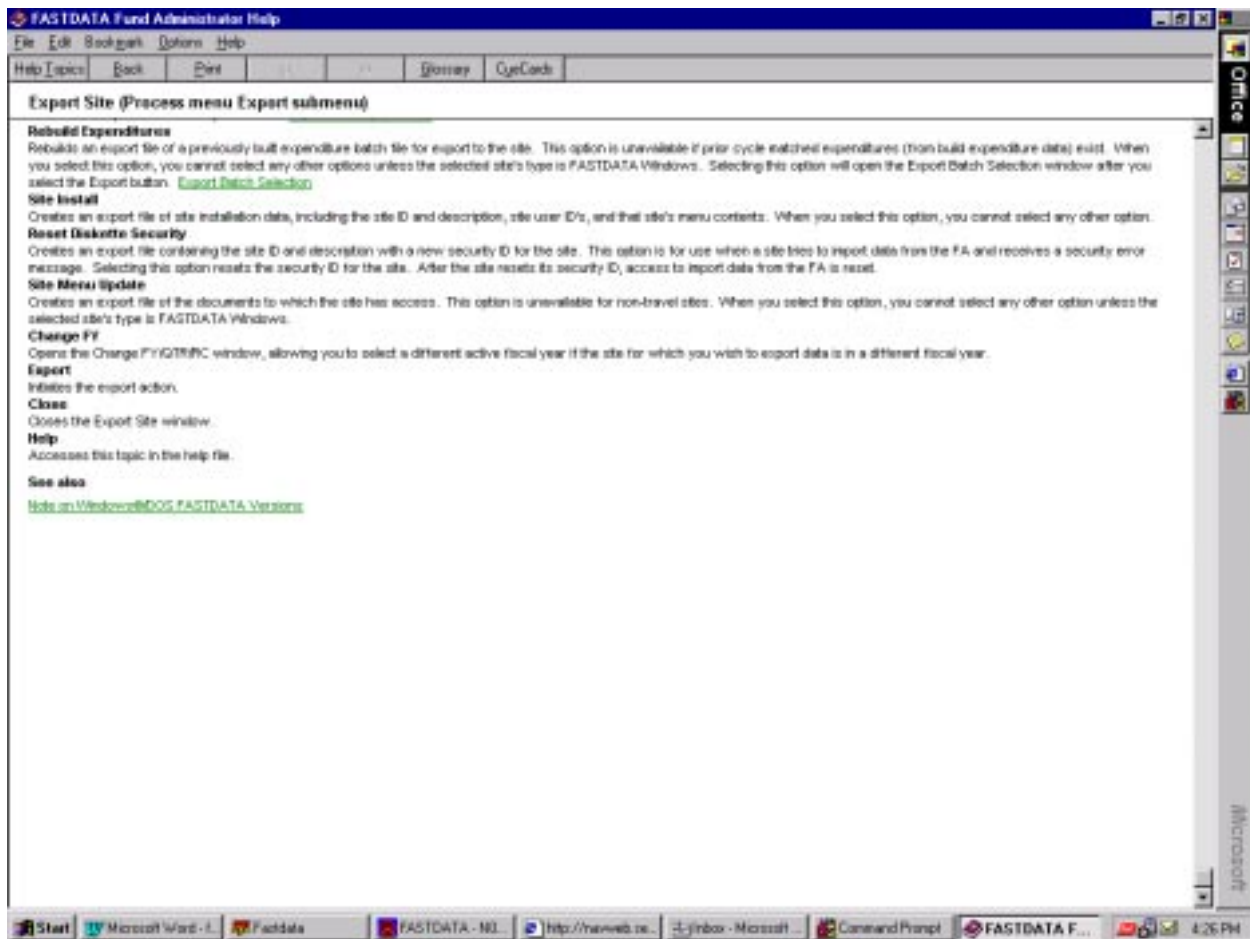 FASTDATA Fund Administrator Help
File Edit Bookmark Options Help
Help Topics Back Print Glossary CueCards
Export Site (Process menu Export submenu)
Rebuild Expenditures
Rebuilds an export file of a previously built expenditure batch file for export to the site. This option is unavailable if prior cycle matched expenditures (from build expenditure data) exist. When
you select this option, you cannot select any other options unless the selected site's type is FASTDATA Windows. Selecting this option will open the Export Batch Selection window after you
select the Export button. Export Batch Selection
Site Install
Creates an export file of site installation data, including the site ID and description, site user ID's, and that site's menu contents. When you select this option, you cannot select any other option.
Reset Diskette Security
Creates an export file containing the site ID and description with a new security ID for the site. This option is for use when a site tries to import data from the FA and receives a security error
message. Selecting this option resets the security ID for the site. After the site resets its security ID, access to import data from the FA is reset.
Site Menu Update
Creates an export file of the documents to which the site has access. This option is unavailable for non-travel sites. When you select this option, you cannot select any other option unless the
selected site's type is FASTDATA Windows.
Change FY
Opens the Change FY/QTR/RC window, allowing you to select a different active fiscal year if the site for which you wish to export data is in a different fiscal year.
Export
Initiates the export action.
Close
Closes the Export Site window.
Help
Accesses this topic in the help file.
See also
Note on Windows/DOS FASTDATA Versions
Office
Microsoft
Start Microsoft Word - Fastdata FASTDATA - Inbox - Microsoft ... Command Prompt FASTDATA F... 4:26 PM